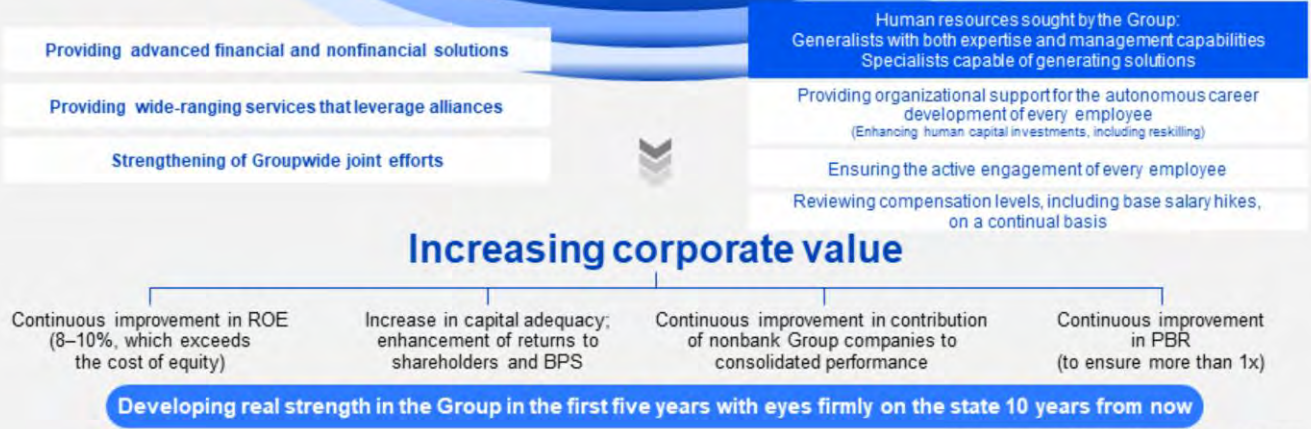 Providing advanced financial and nonfinancial solutions
Providing wide-ranging services that leverage alliances
Strengthening of Groupwide joint efforts
Human resources sought by the Group:
Generalists with both expertise and management capabilities
Specialists capable of generating solutions
Providing organizational support for the autonomous career
development of every employee
(Enhancing human capital investments, including reskilling)
Ensuring the active engagement of every employee
Reviewing compensation levels, including base salary hikes,
on a continual basis
Increasing corporate value
Continuous improvement in ROE
(8–10%, which exceeds
the cost of equity)
Increase in capital adequacy;
enhancement of returns to
shareholders and BPS
Continuous improvement in contribution
of nonbank Group companies to
consolidated performance
Continuous improvement
in PBR
(to ensure more than 1x)
Developing real strength in the Group in the first five years with eyes firmly on the state 10 years from now